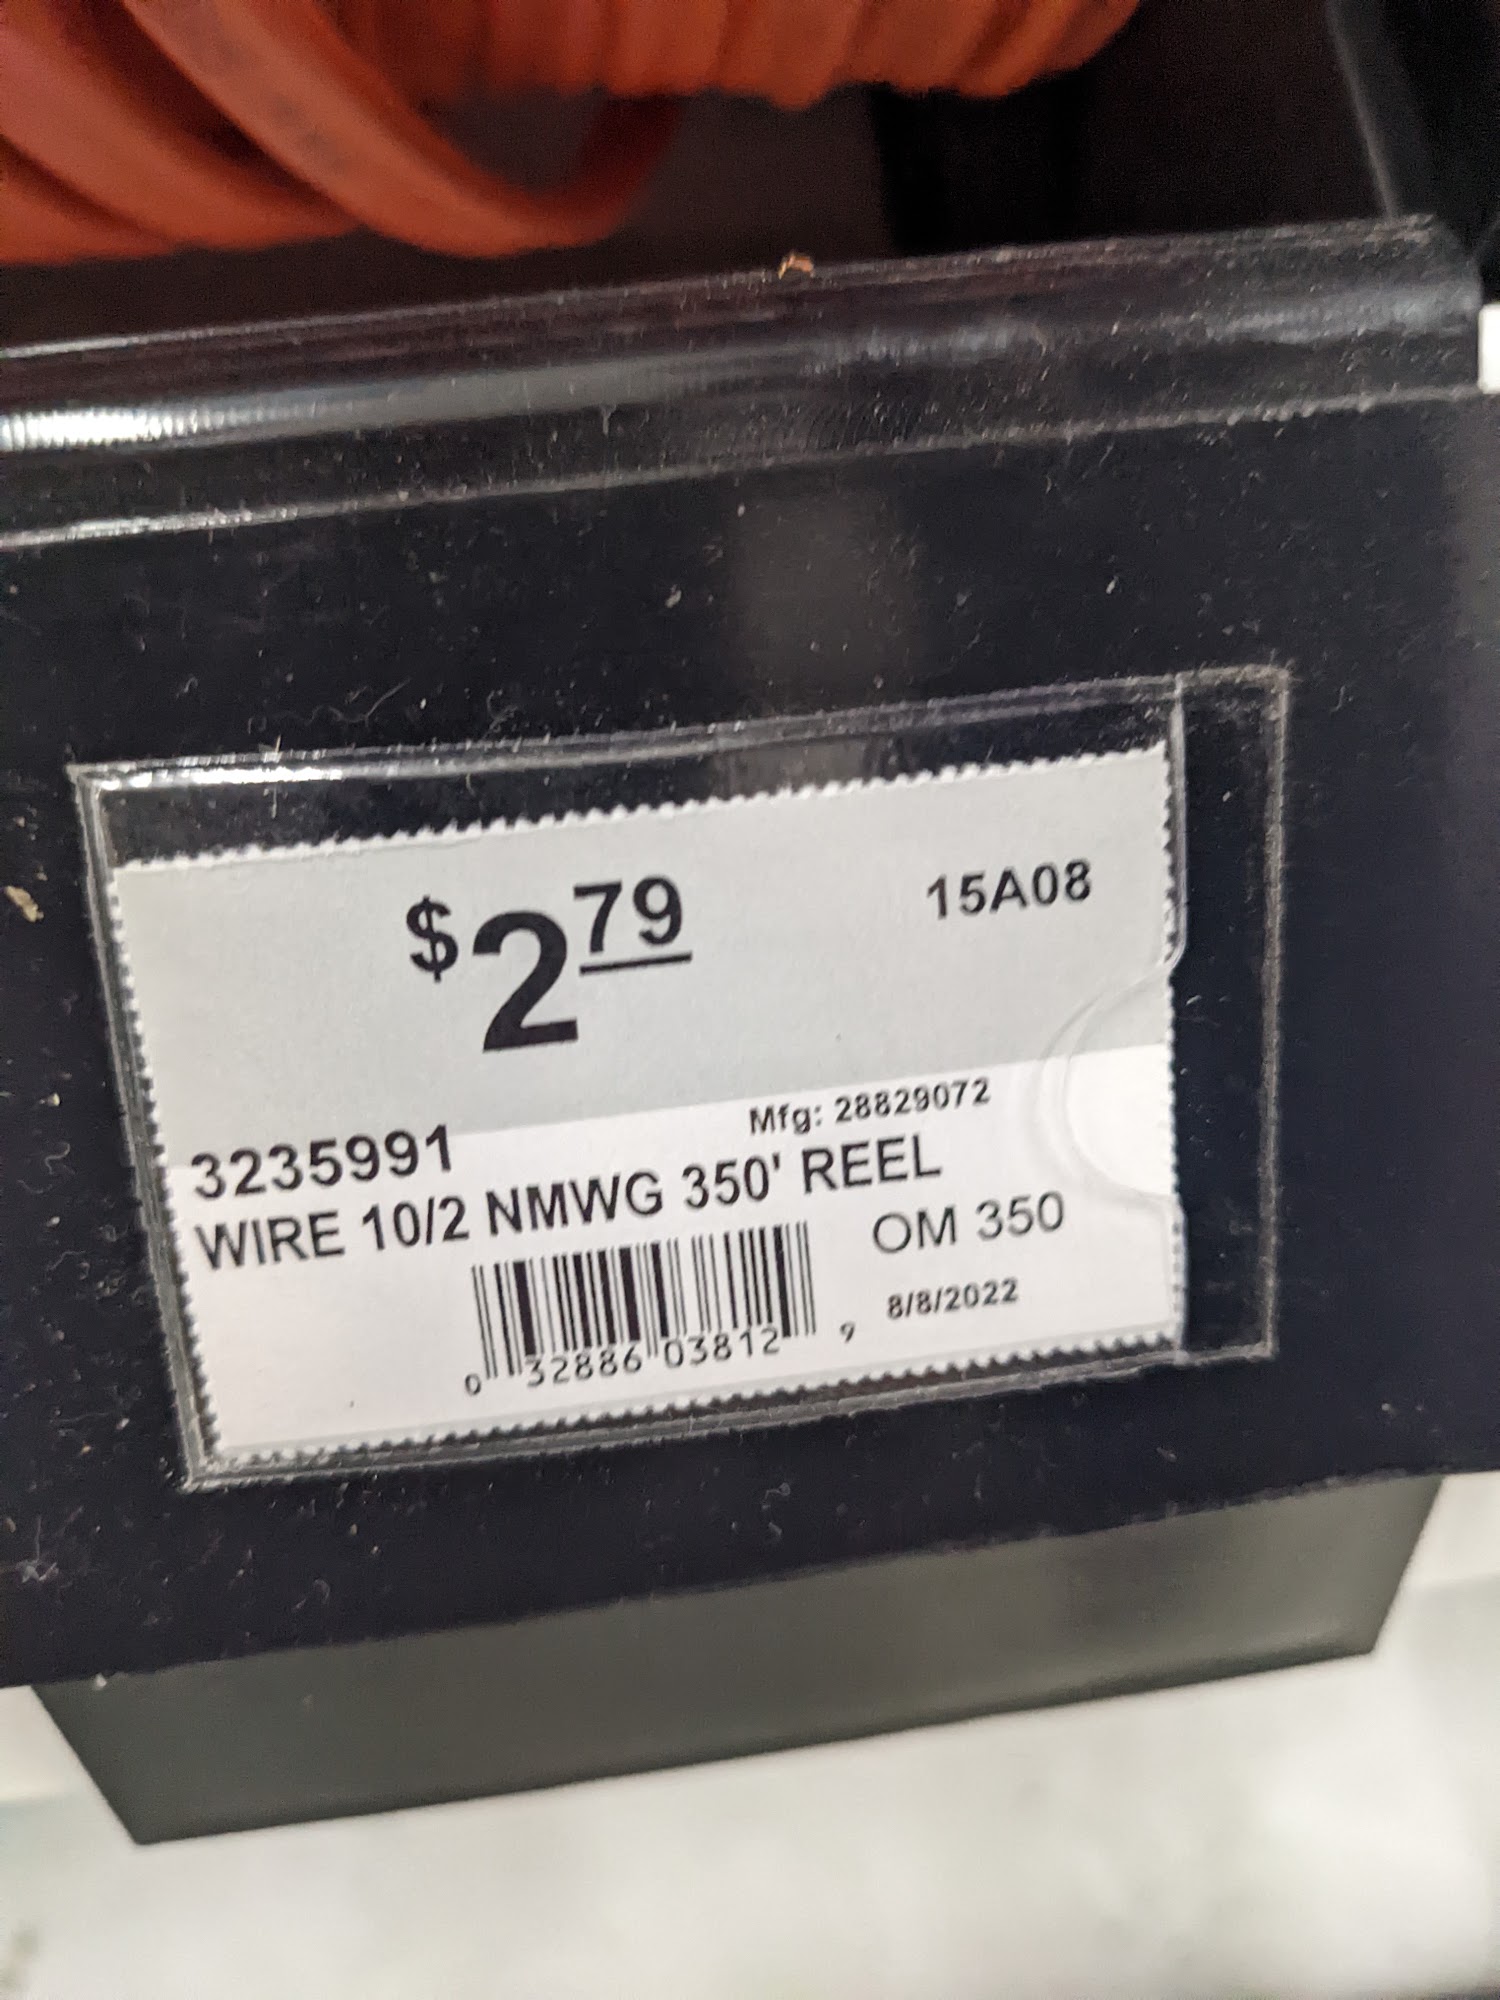 $2 79
15A08
Mfg: 28829072
3235991
WIRE 10/2 NMWG 350' REEL
OM 350
8/8/2022
0 32886 03812 9